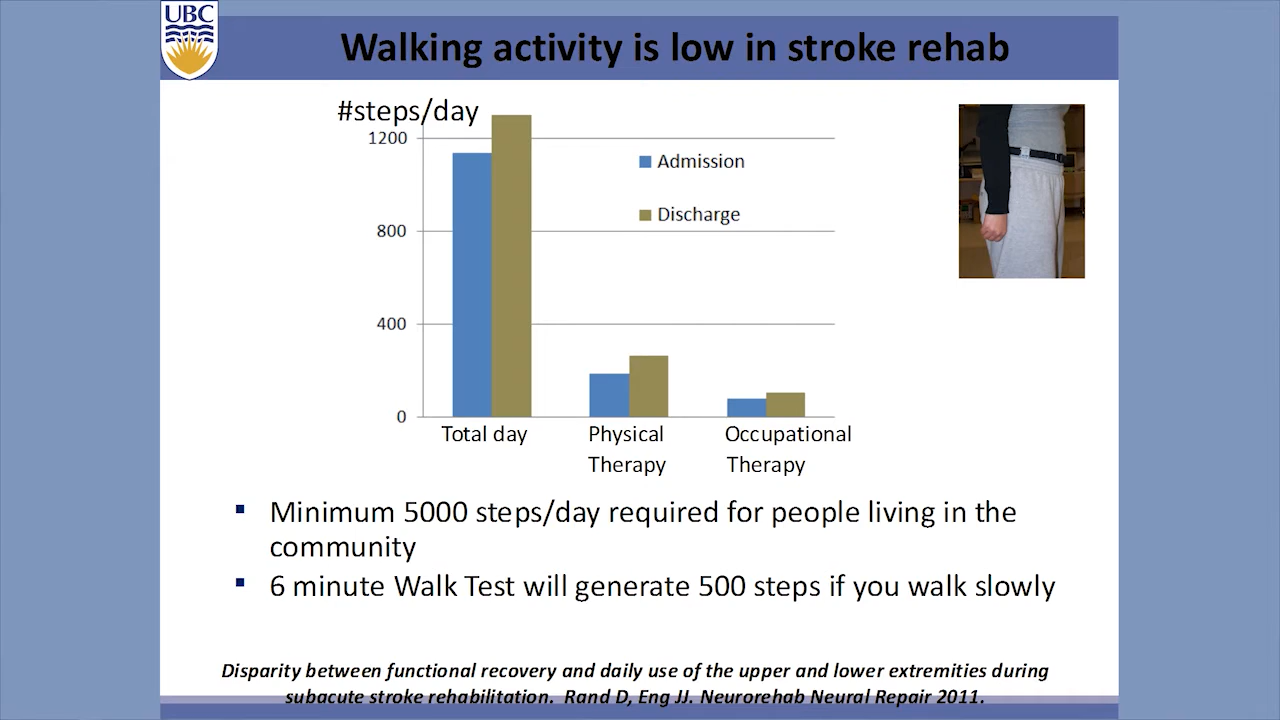 UBC
Walking activity is low in stroke rehab
#steps/day
1200
800
400
0
Admission
Discharge
Total day
Physical
Therapy
Occupational
Therapy
Minimum 5000 steps/day required for people living in the
community
6 minute Walk Test will generate 500 steps if you walk slowly
Disparity between functional recovery and daily use of the upper and lower extremities during
subacute stroke rehabilitation. Rand D, Eng JJ. Neurorehab Neural Repair 2011.